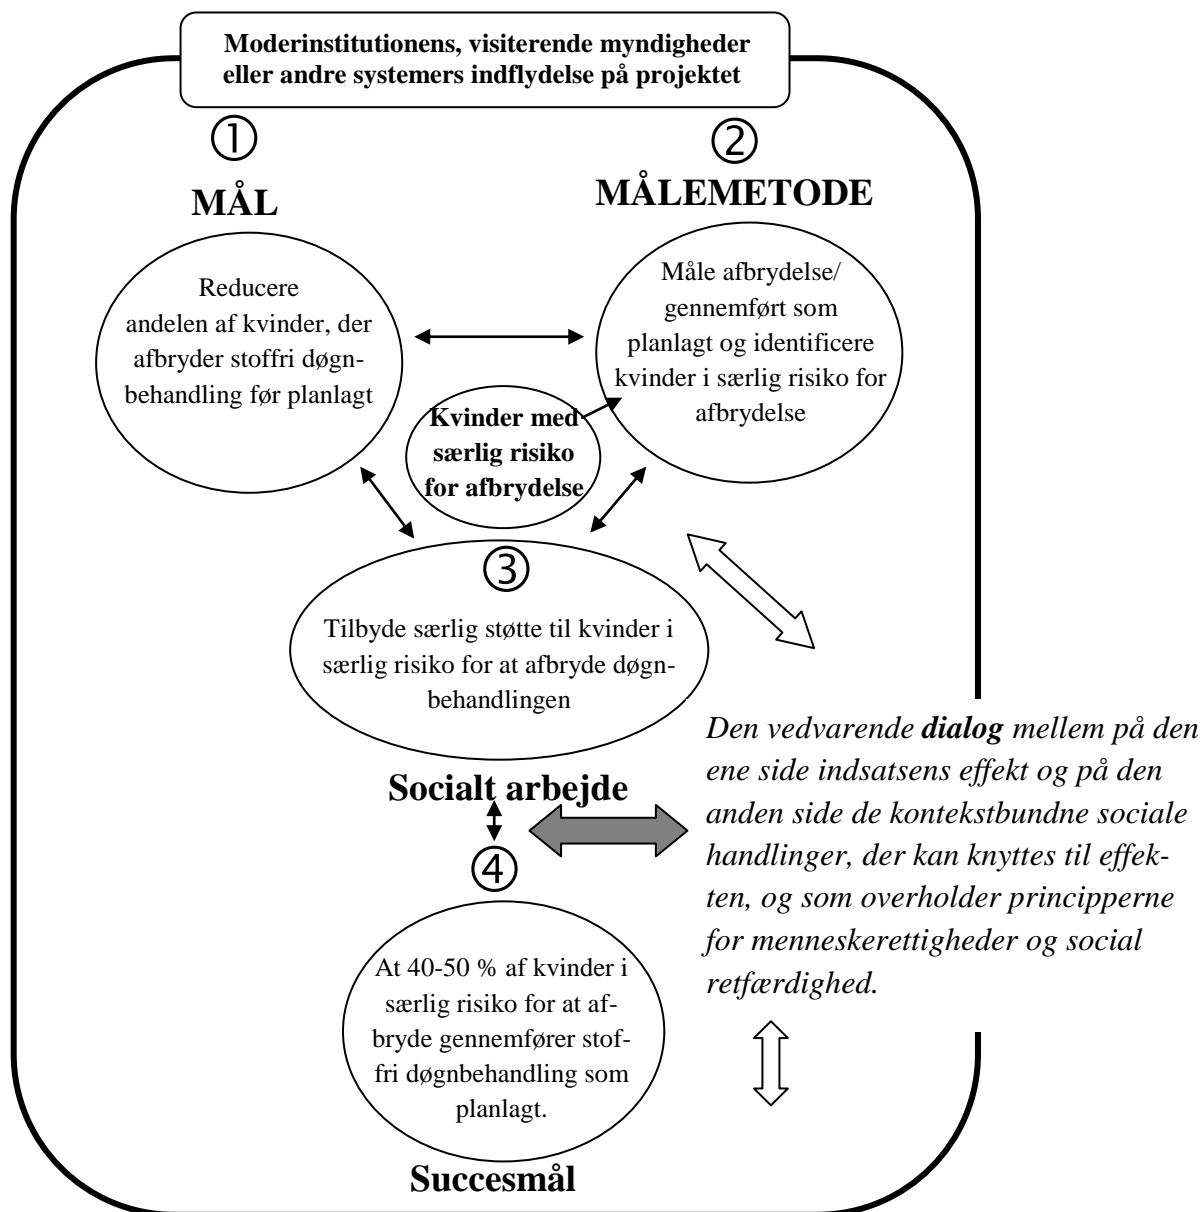 Moderinstitutionens, visiterende myndigheder
eller andre systemers indflydelse på projektet
①
MÅL
Reducere
andelen af kvinder, der
afbryder stoffri døgn-
behandling før planlagt
②
MÅLEMETODE
Måle afbrydelse/
gennemført som
planlagt og identificere
kvinder i særlig risiko for
afbrydelse
Kvinder med
særlig risiko
for afbrydelse
③
Tilbyde særlig støtte til kvinder i
særlig risiko for at afbryde døgn-
behandlingen
Socialt arbejde
Den vedvarende dialog mellem på den
ene side indsatsens effekt og på den
anden side de kontekstbundne sociale
handlinger, der kan knyttes til effek-
ten, og som overholder principperne
for menneskerettigheder og social
retfærdighed.
④
At 40-50 % af kvinder i
særlig risiko for at af-
bryde gennemfører stof-
fri døgnbehandling som
planlagt.
Succesmål